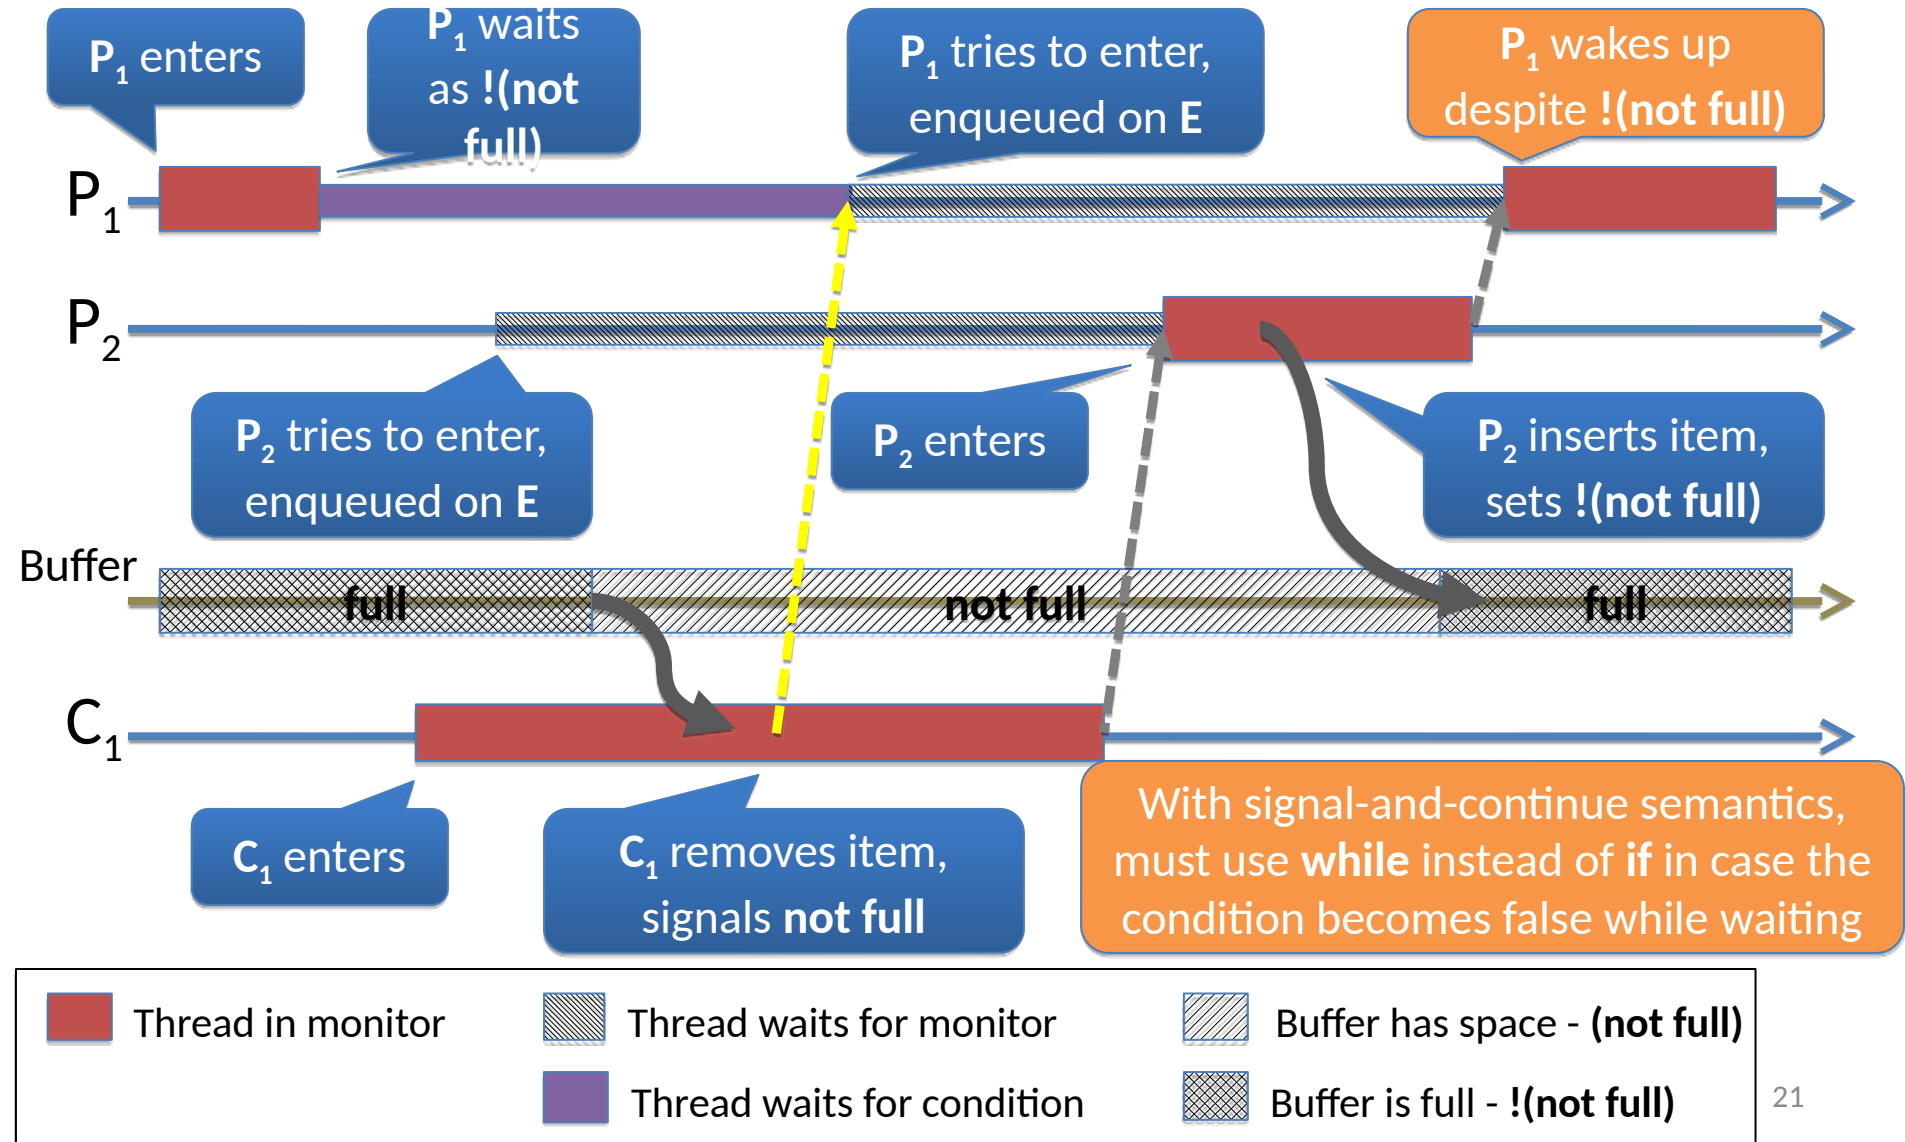 P1 enters
P1 waits
as !(not
full)
P1 tries to enter,
enqueued on E
P1 wakes up
despite !(not full)
P1
P2
P2 tries to enter,
enqueued on E
P2 enters
P2 inserts item,
sets !(not full)
Buffer
full
not full
full
C1
C1 enters
C1 removes item,
signals not full
With signal-and-continue semantics,
must use while instead of if in case the
condition becomes false while waiting
Thread in monitor
Thread waits for monitor
Buffer has space - (not full)
Thread waits for condition
Buffer is full - !(not full)
21